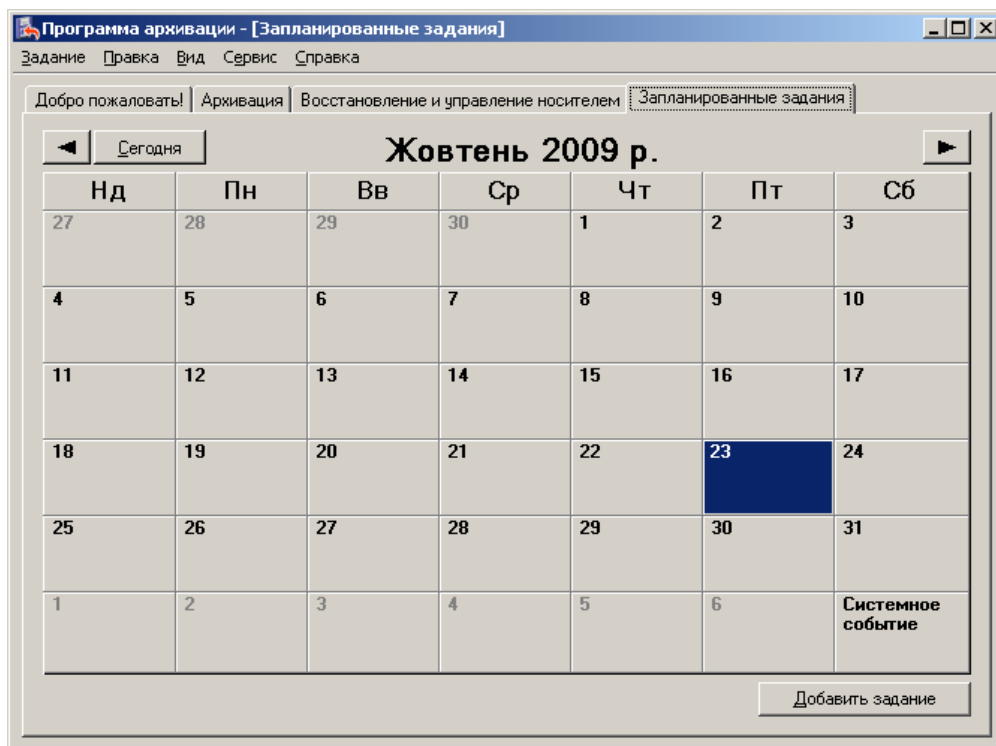 Программа архивации - [Запланированные задания]
Задание Правка Вид Сервис Справка
Добро пожаловать! Архивация Восстановление и управление носителем Запланированные задания
Сегодня Жовтень 2009 р.
Нд Пн Вв Ср Чт Пт Сб
27 28 29 30 1 2 3
4 5 6 7 8 9 10
11 12 13 14 15 16 17
18 19 20 21 22 23 24
25 26 27 28 29 30 31
1 2 3 4 5 6 Системное
событие
Добавить задание